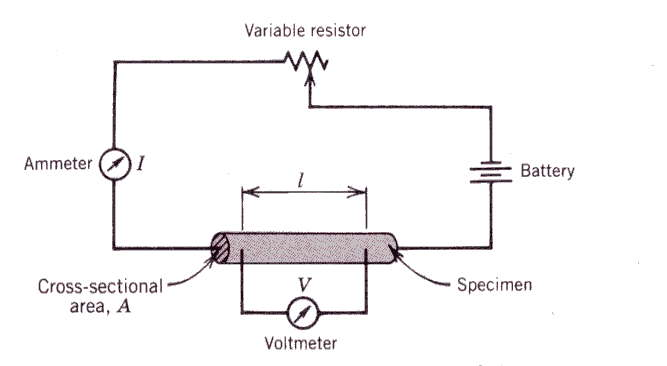 Variable resistor
Ammeter
I
l
Battery
Cross-sectional
area, A
V
Specimen
Voltmeter